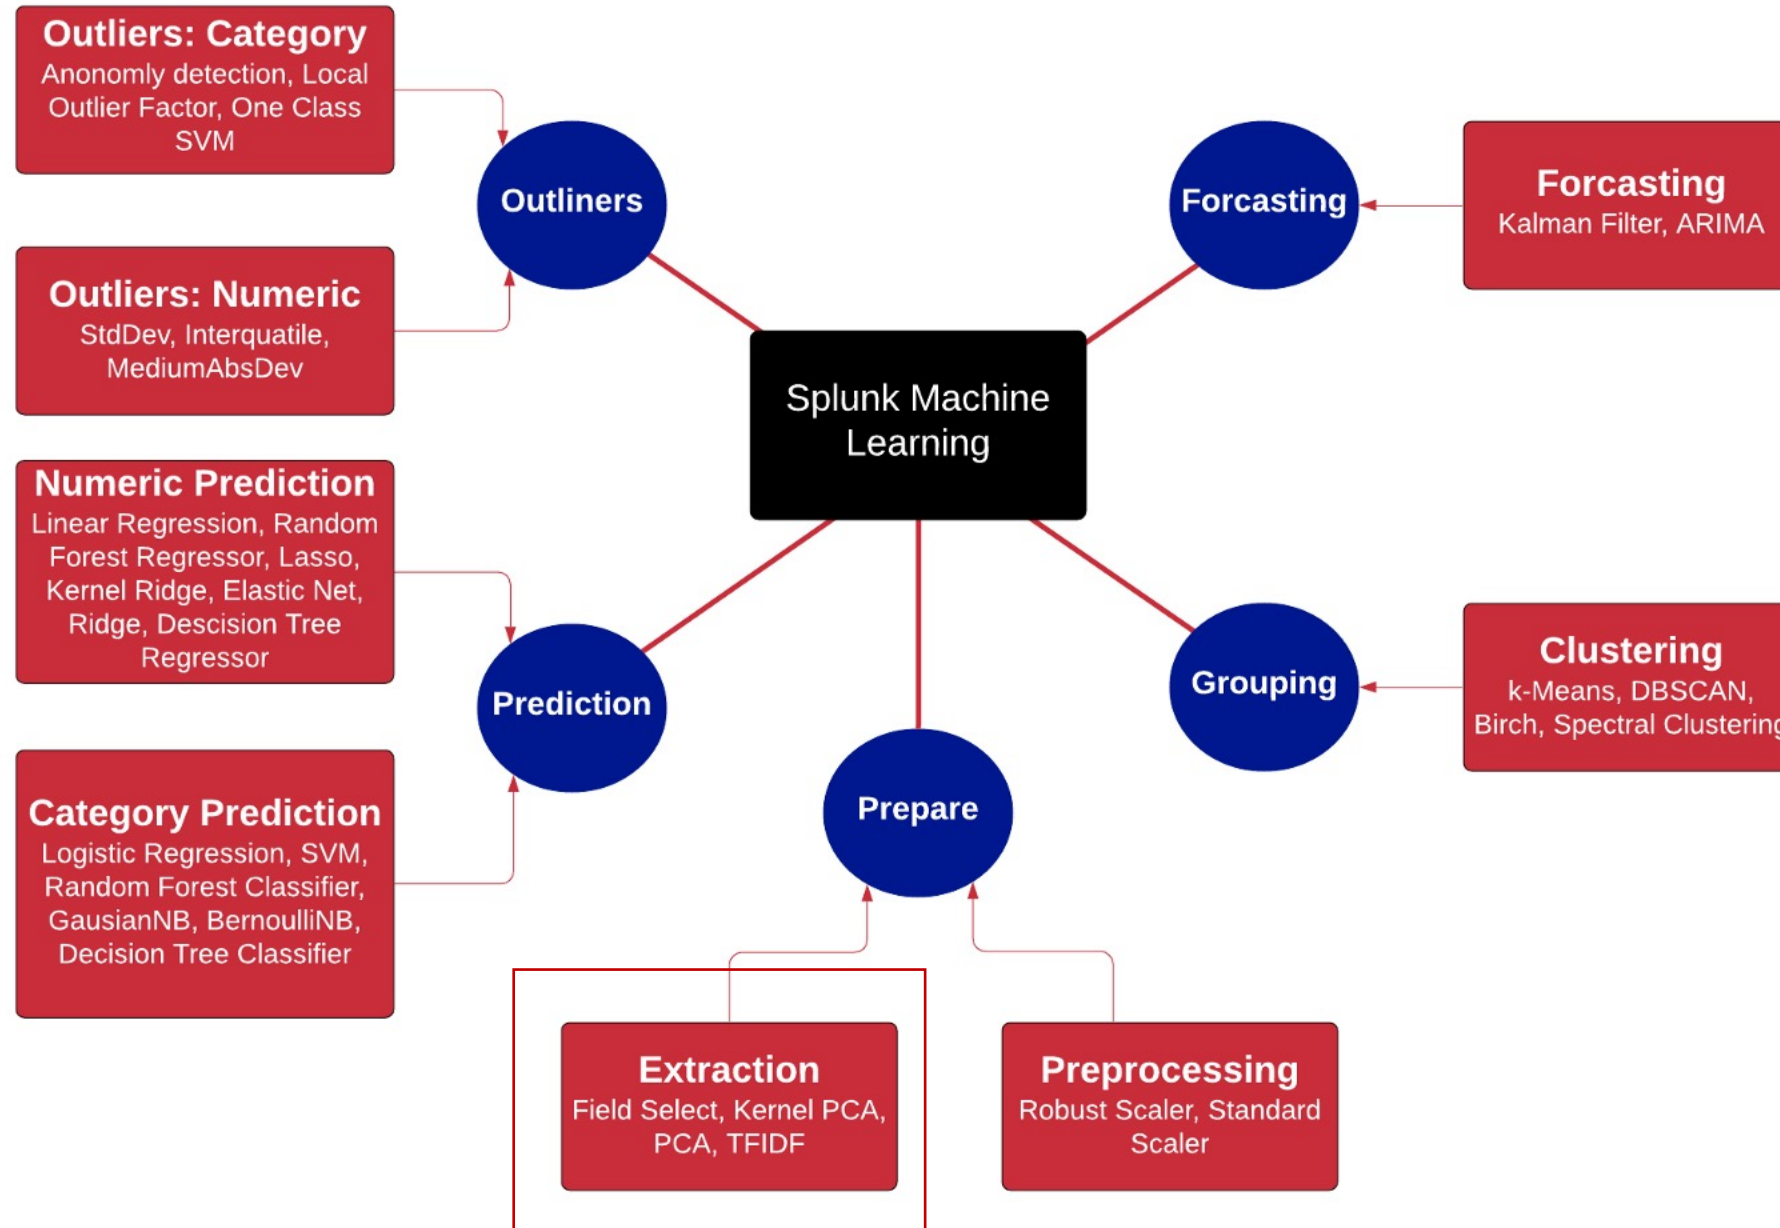 Outliers: Category
Anonomly detection, Local
Outlier Factor, One Class
SVM
Outliners
Forcasting
Forcasting
Kalman Filter, ARIMA
Outliers: Numeric
StdDev, Interquatile,
MediumAbsDev
Splunk Machine
Learning
Numeric Prediction
Linear Regression, Random
Forest Regressor, Lasso,
Kernel Ridge, Elastic Net,
Ridge, Descision Tree
Regressor
Prediction
Grouping
Clustering
k-Means, DBSCAN,
Birch, Spectral Clustering
Category Prediction
Logistic Regression, SVM,
Random Forest Classifier,
GausianNB, BernoulliNB,
Decision Tree Classifier
Prepare
Extraction
Field Select, Kernel PCA,
PCA, TFIDF
Preprocessing
Robust Scaler, Standard
Scaler